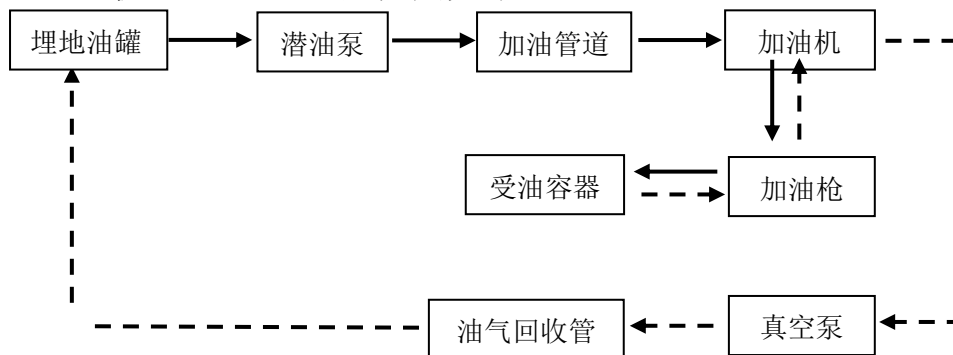 埋地油罐
潜油泵
加油管道
加油机
受油容器
加油枪
油气回收管
真空泵